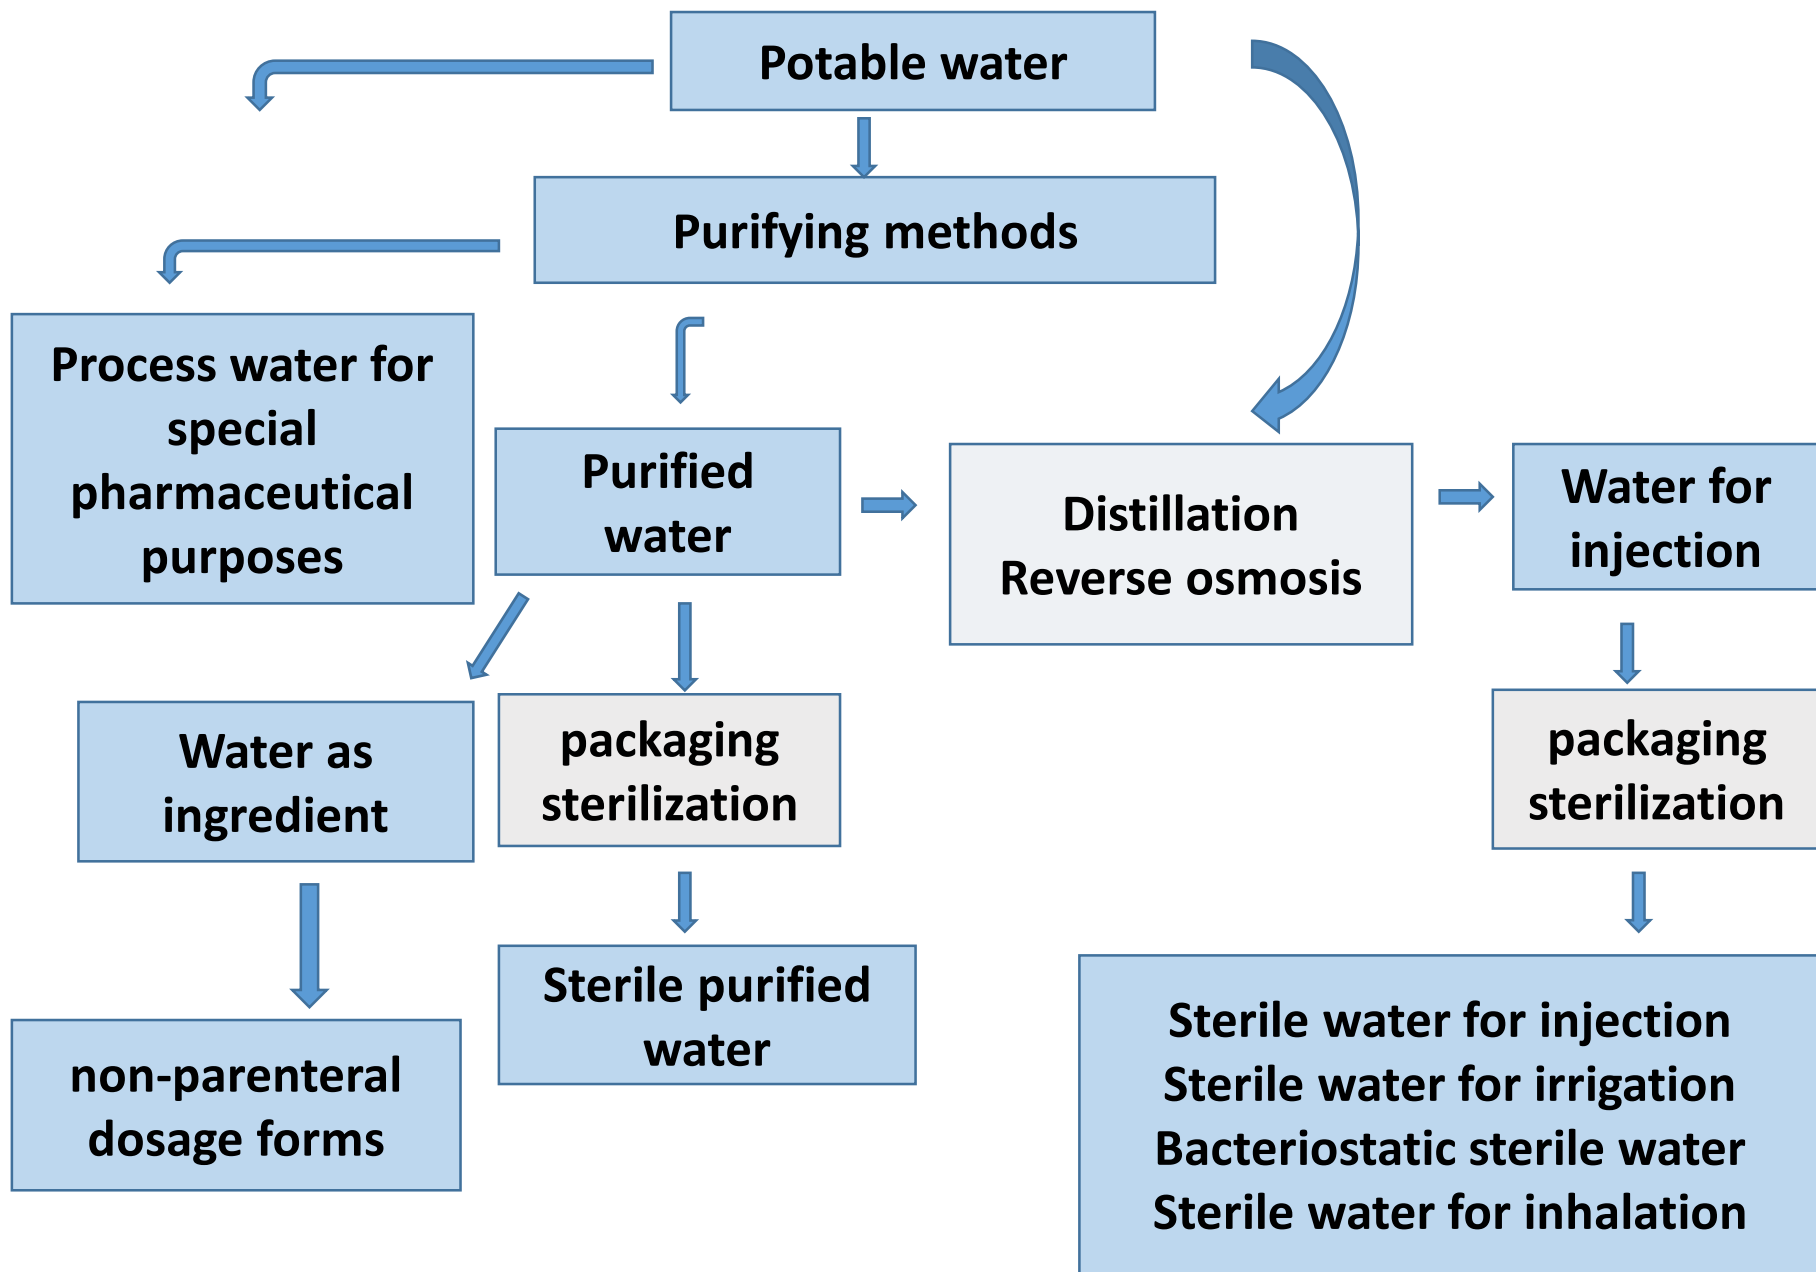 Potable water
Purifying methods
Process water for
special
pharmaceutical
purposes
Purified
water
Distillation
Reverse osmosis
Water for
injection
Water as
ingredient
packaging
sterilization
packaging
sterilization
non-parenteral
dosage forms
Sterile purified
water
Sterile water for injection
Sterile water for irrigation
Bacteriostatic sterile water
Sterile water for inhalation